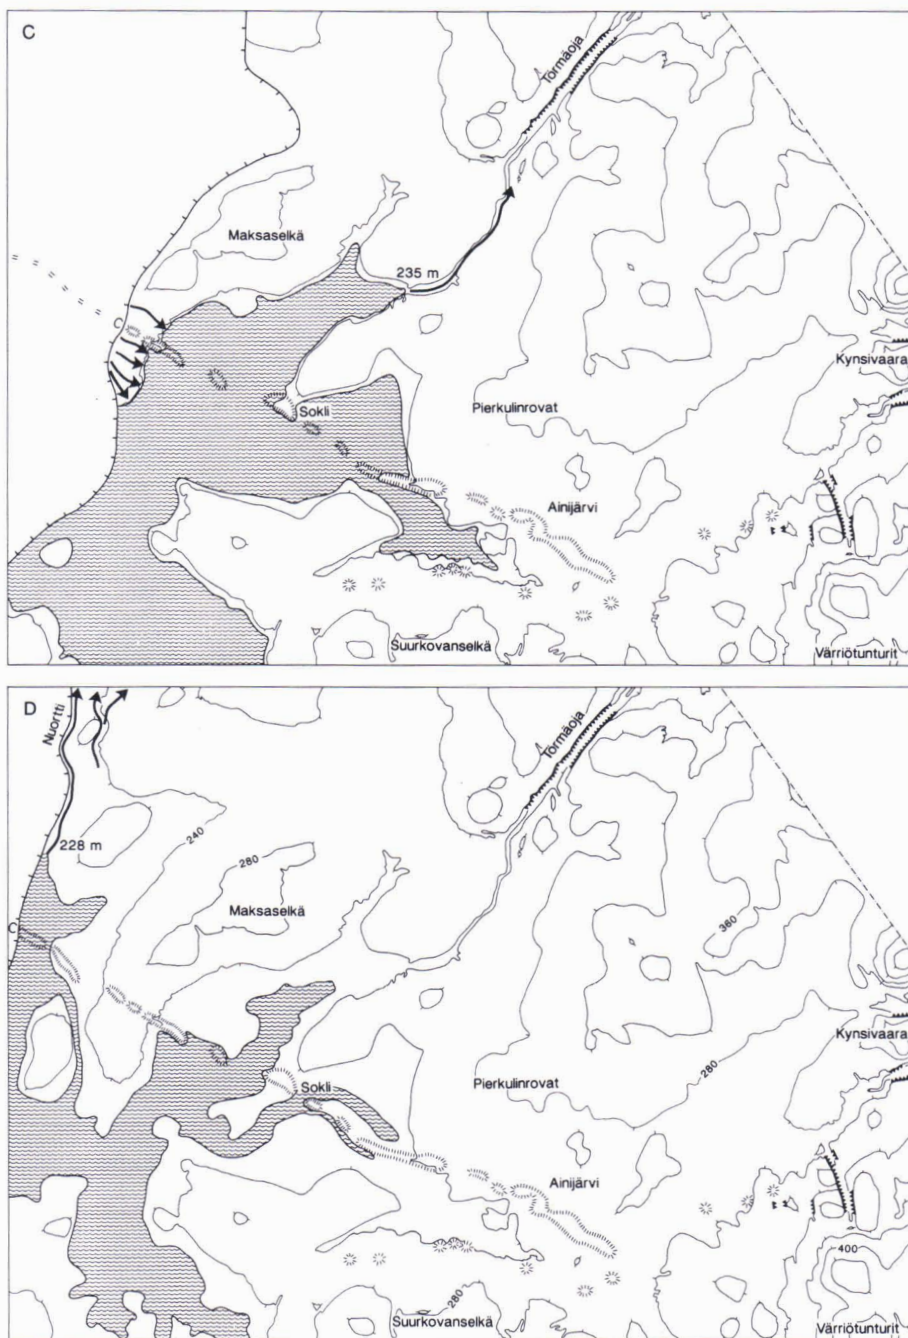 C
Törmäoja
Maksaselkä
235 m
C
Kynsivaara
Sokli
Pierkulinrovat
Ainijärvi
Suurkovanselkä
Värriötunturit
D
Nuortti
Törmäoja
240
228 m
280
Maksaselkä
360
C
Kynsivaara
Sokli
Pierkulinrovat
280
Ainijärvi
400
280
Suurkovanselkä
Värriötunturit